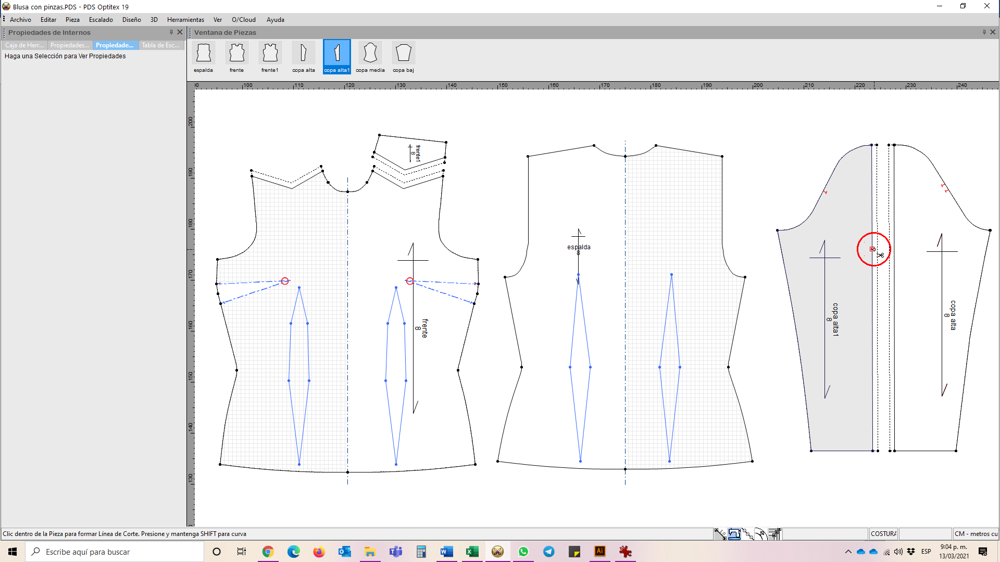 Blusa con pinzas.PDS - PDS Optitex 19
Archivo Editar Pieza Escalado Diseño 3D Herramientas Ver O/Cloud Ayuda
Propiedades de Internos
Ventana de Piezas
Caja de Herr... Propiedades... Propiedade... Tabla de Esc...
Haga una Selección para Ver Propiedades
espalda frente frente1 copa alta copa alta1 copa media copa baj
100 110 120 130 140 150 160 170 180 190 200 210 220 230 240
200
190
180
170
160
150
140
130
frente1
8
frente
8
espalda
8
copa alta1
8
copa alta
8
Clic dentro de la Pieza para formar Línea de Corte. Presione y mantenga SHIFT para curva
COSTURA
CM - metros cu
Escribe aquí para buscar
ESP
9:04 p. m.
13/03/2021